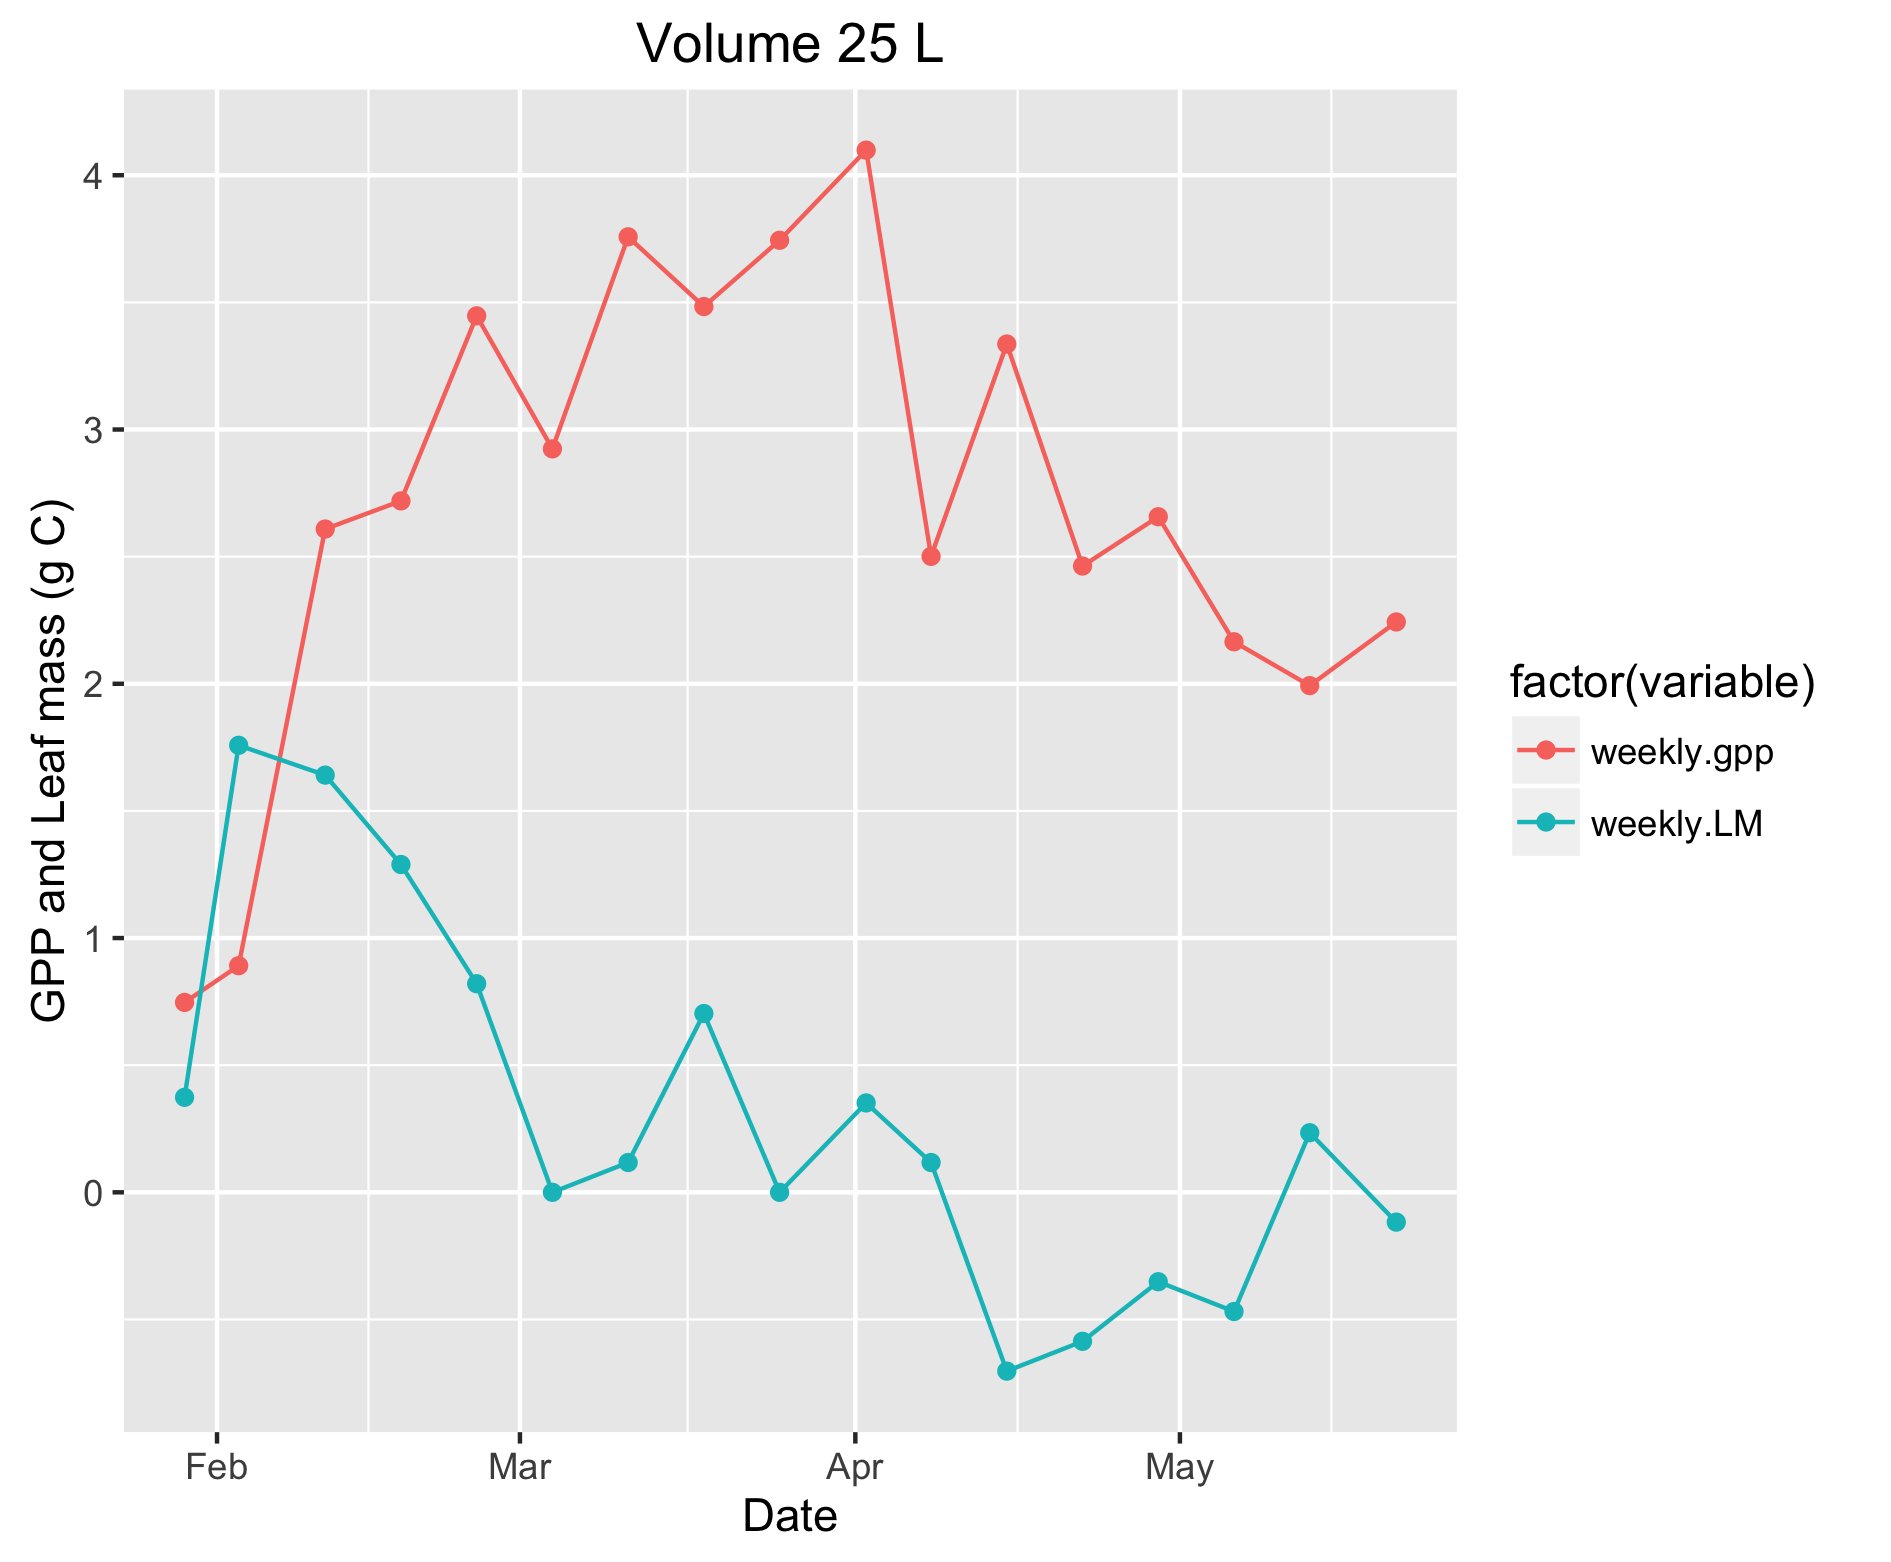 Volume 25 L
GPP and Leaf mass (g C)
4
3
2
1
0
Feb Mar Apr May
Date
factor(variable)
weekly.gpp
weekly.LM